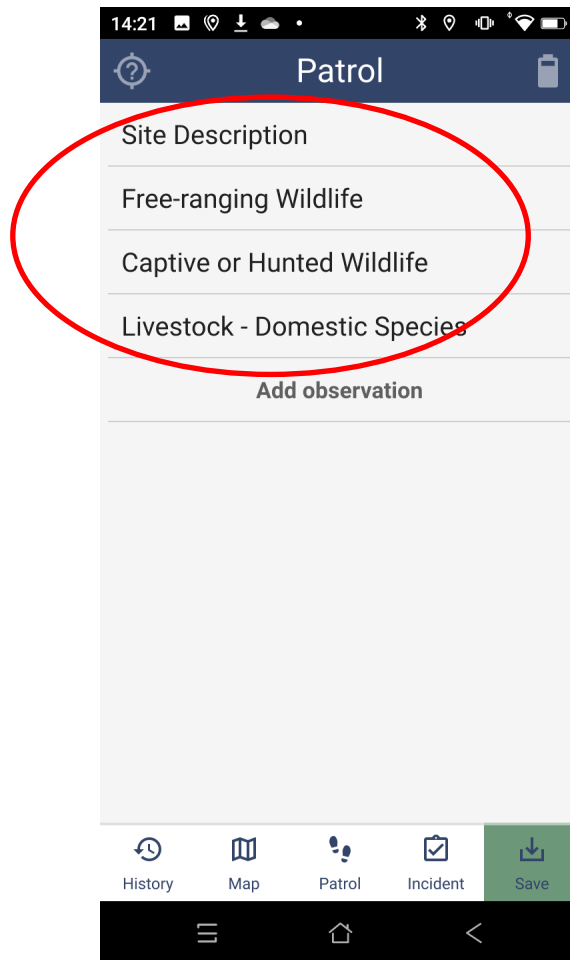 14:21
Patrol
Site Description
Free-ranging Wildlife
Captive or Hunted Wildlife
Livestock - Domestic Species
Add observation
History Map Patrol Incident Save